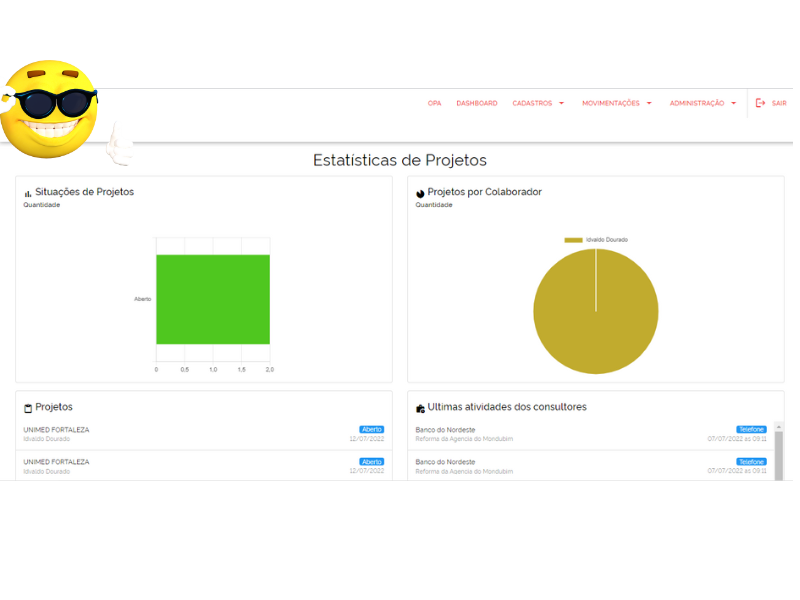 OPA DASHBOARD CADASTROS MOVIMENTAÇÕES ADMINISTRAÇÃO SAIR
Estatísticas de Projetos
Situações de Projetos
Quantidade
Aberto
0 0,5 1,0 1,5 2,0
Projetos por Colaborador
Quantidade
Idvaldo Dourado
Projetos
UNIMED FORTALEZA Aberto
Idvaldo Dourado 12/07/2022
UNIMED FORTALEZA Aberto
Idvaldo Dourado 12/07/2022
Ultimas atividades dos consultores
Banco do Nordeste Telefone
Reforma da Agencia do Mondubim 07/07/2022 as 09:11
Banco do Nordeste Telefone
Reforma da Agencia do Mondubim 07/07/2022 as 09:11